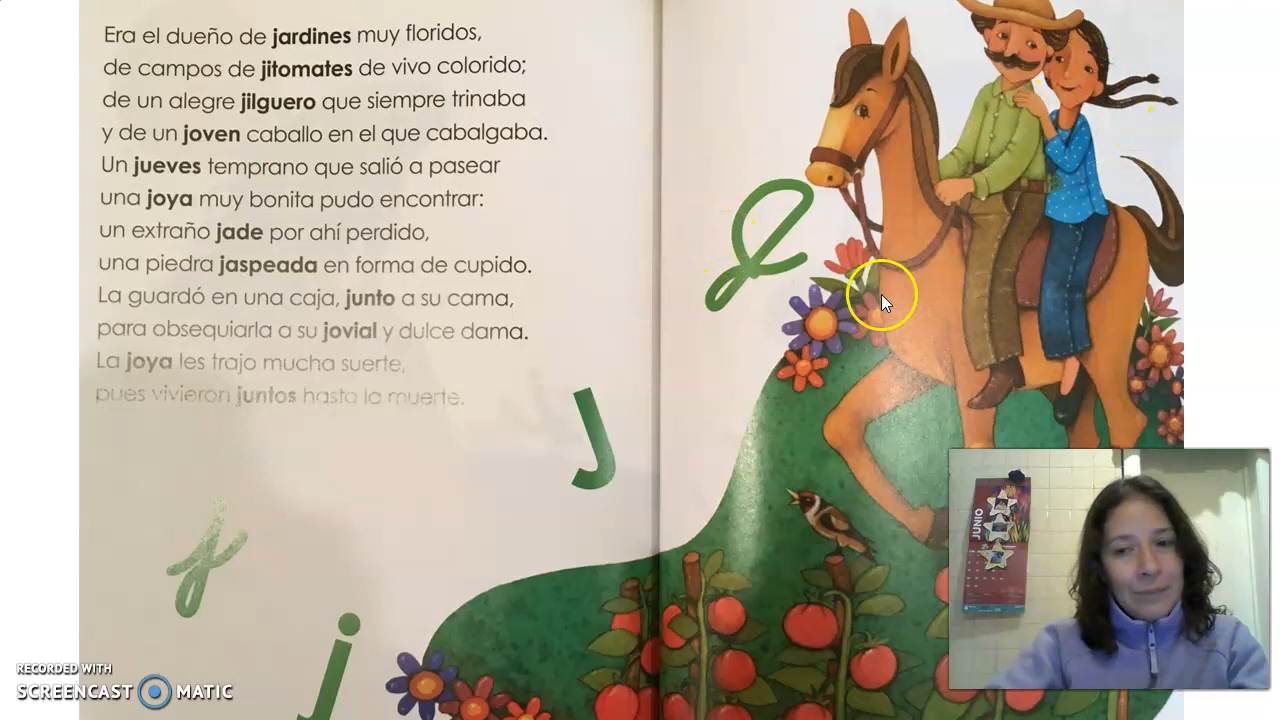 Era el dueño de jardines muy floridos,
de campos de jitomates de vivo colorido;
de un alegre jilguero que siempre trinaba
y de un joven caballo en el que cabalgaba.
Un jueves temprano que salió a pasear
una joya muy bonita pudo encontrar:
un extraño jade por ahí perdido,
una piedra jaspeada en forma de cupido.
La guardó en una caja, junto a su cama,
para obsequiarla a su jovial y dulce dama.
La joya les trajo mucha suerte,
pues vivieron juntos hasta la muerte.
J
J
j
j
JUNIO
RECORDED WITH
SCREENCAST MATIC